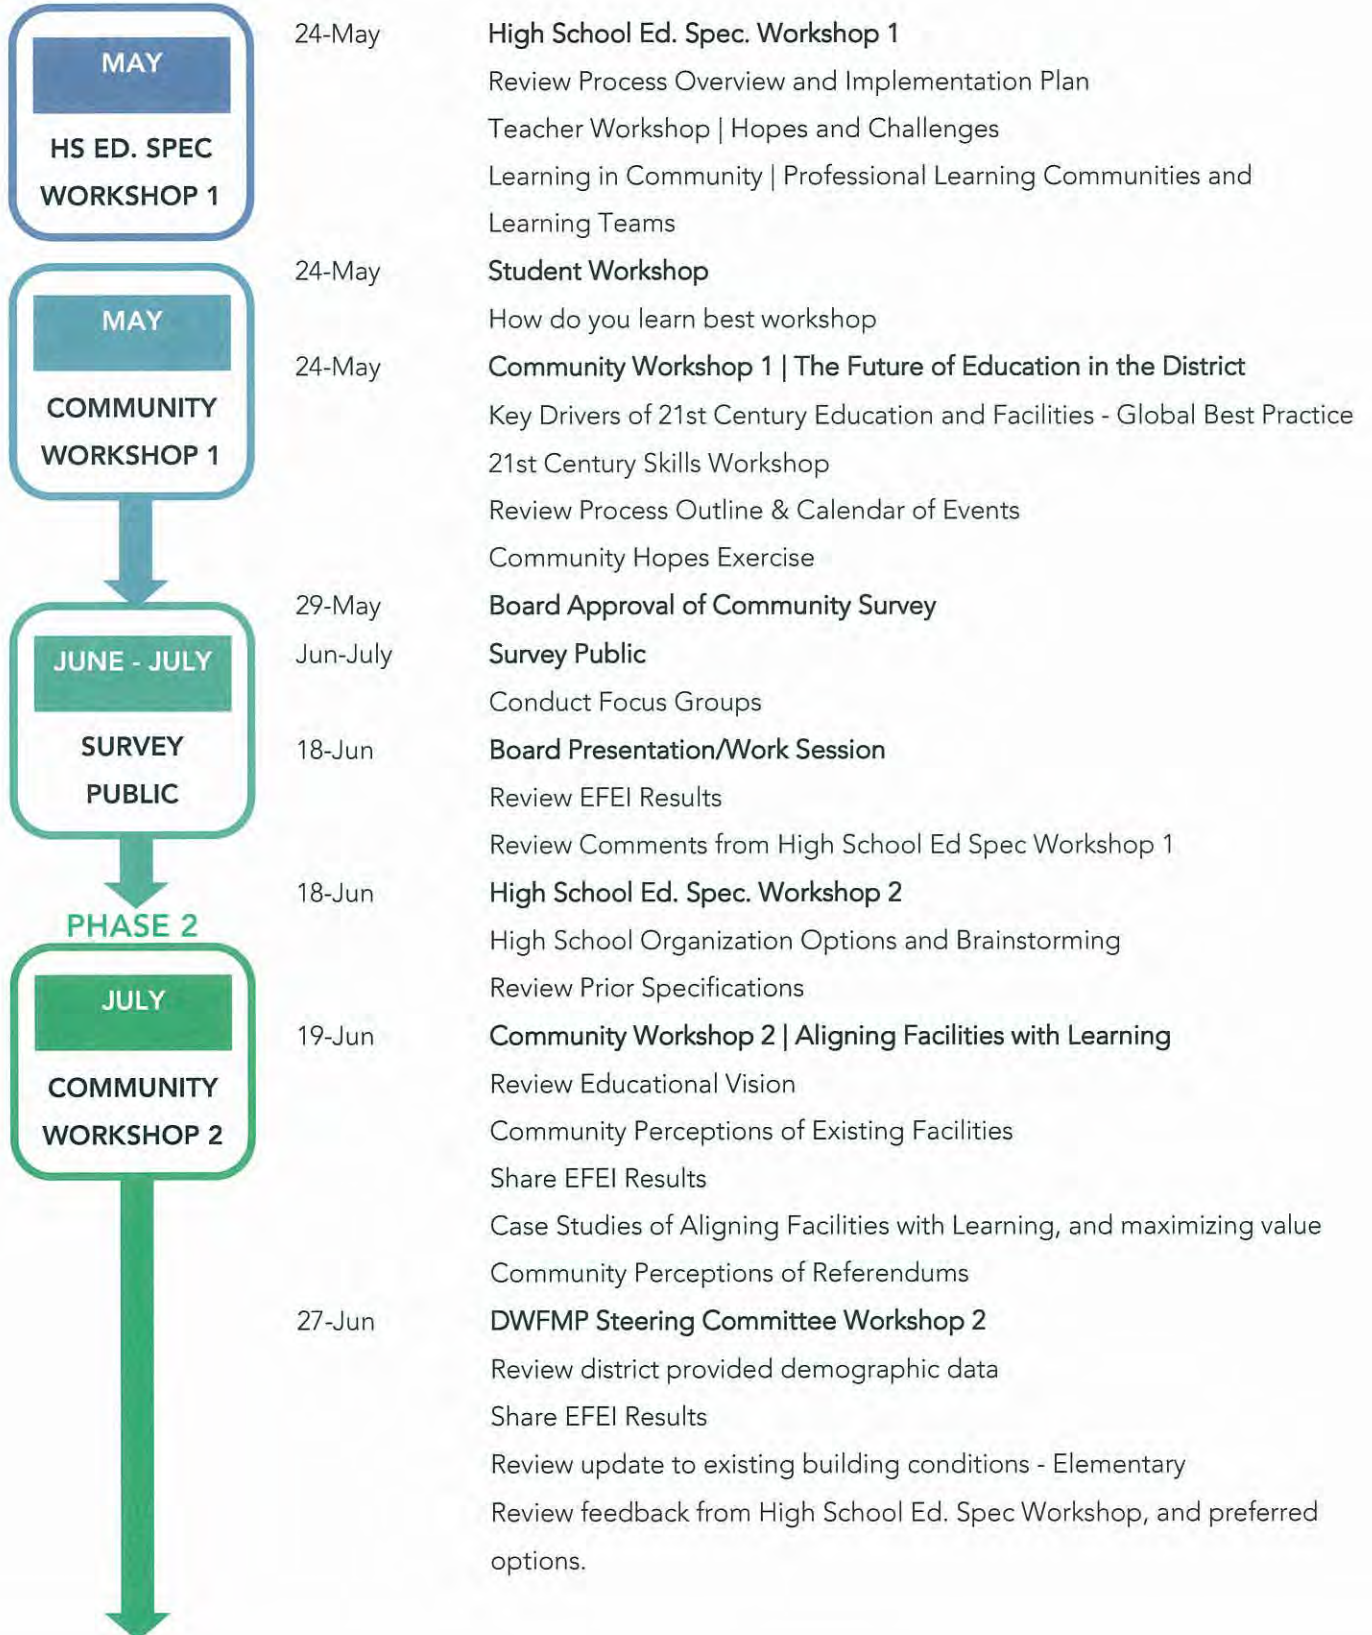 MAY
HS ED. SPEC
WORKSHOP 1
MAY
COMMUNITY
WORKSHOP 1
JUNE - JULY
SURVEY
PUBLIC
PHASE 2
JULY
COMMUNITY
WORKSHOP 2
24-May High School Ed. Spec. Workshop 1
Review Process Overview and Implementation Plan
Teacher Workshop | Hopes and Challenges
Learning in Community | Professional Learning Communities and
Learning Teams
24-May Student Workshop
How do you learn best workshop
24-May Community Workshop 1 | The Future of Education in the District
Key Drivers of 21st Century Education and Facilities - Global Best Practice
21st Century Skills Workshop
Review Process Outline & Calendar of Events
Community Hopes Exercise
29-May Board Approval of Community Survey
Jun-July Survey Public
Conduct Focus Groups
18-Jun Board Presentation/Work Session
Review EFEI Results
Review Comments from High School Ed Spec Workshop 1
18-Jun High School Ed. Spec. Workshop 2
High School Organization Options and Brainstorming
Review Prior Specifications
19-Jun Community Workshop 2 | Aligning Facilities with Learning
Review Educational Vision
Community Perceptions of Existing Facilities
Share EFEI Results
Case Studies of Aligning Facilities with Learning, and maximizing value
Community Perceptions of Referendums
27-Jun DWFMP Steering Committee Workshop 2
Review district provided demographic data
Share EFEI Results
Review update to existing building conditions - Elementary
Review feedback from High School Ed. Spec Workshop, and preferred
options.